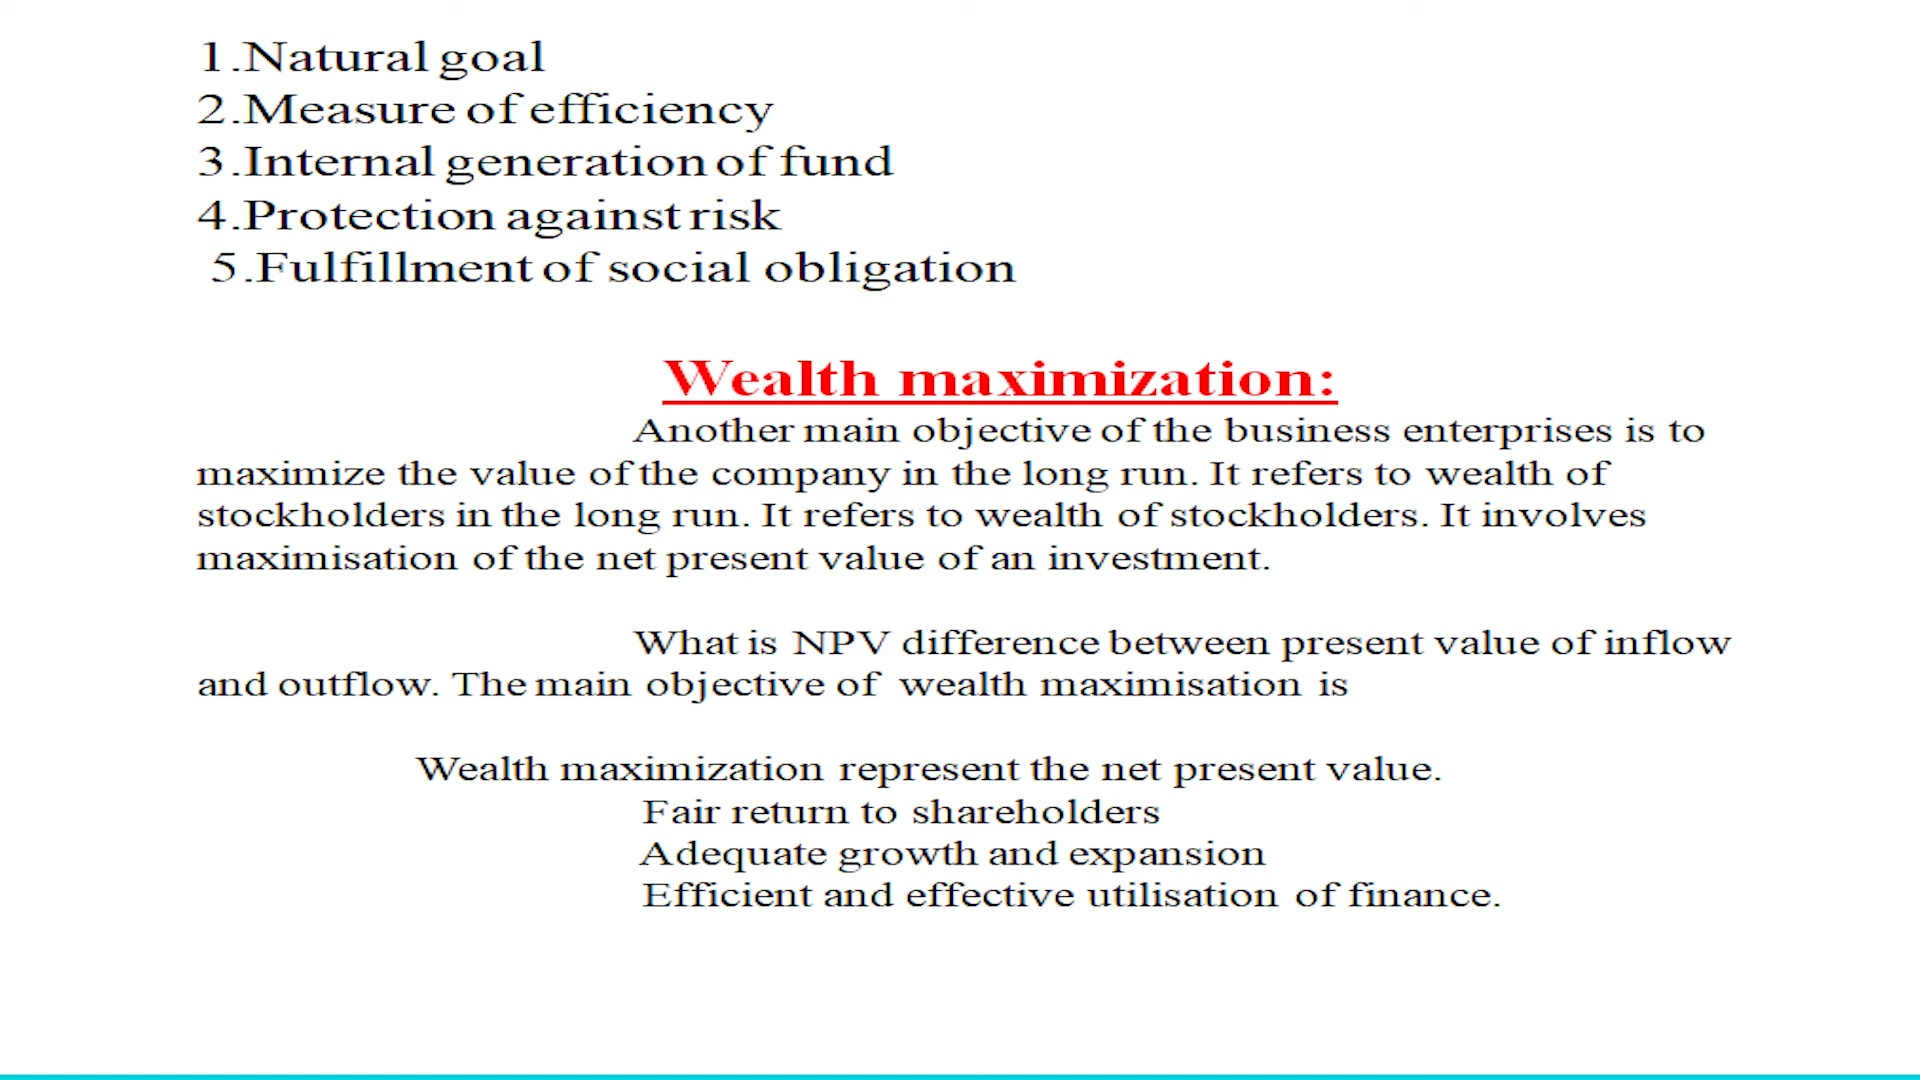 1.Natural goal
2.Measure of efficiency
3.Internal generation of fund
4.Protection against risk
5.Fulfillment of social obligation
Wealth maximization:
Another main objective of the business enterprises is to
maximize the value of the company in the long run. It refers to wealth of
stockholders in the long run. It refers to wealth of stockholders. It involves
maximisation of the net present value of an investment.
What is NPV difference between present value of inflow
and outflow. The main objective of wealth maximisation is
Wealth maximization represent the net present value.
Fair return to shareholders
Adequate growth and expansion
Efficient and effective utilisation of finance.